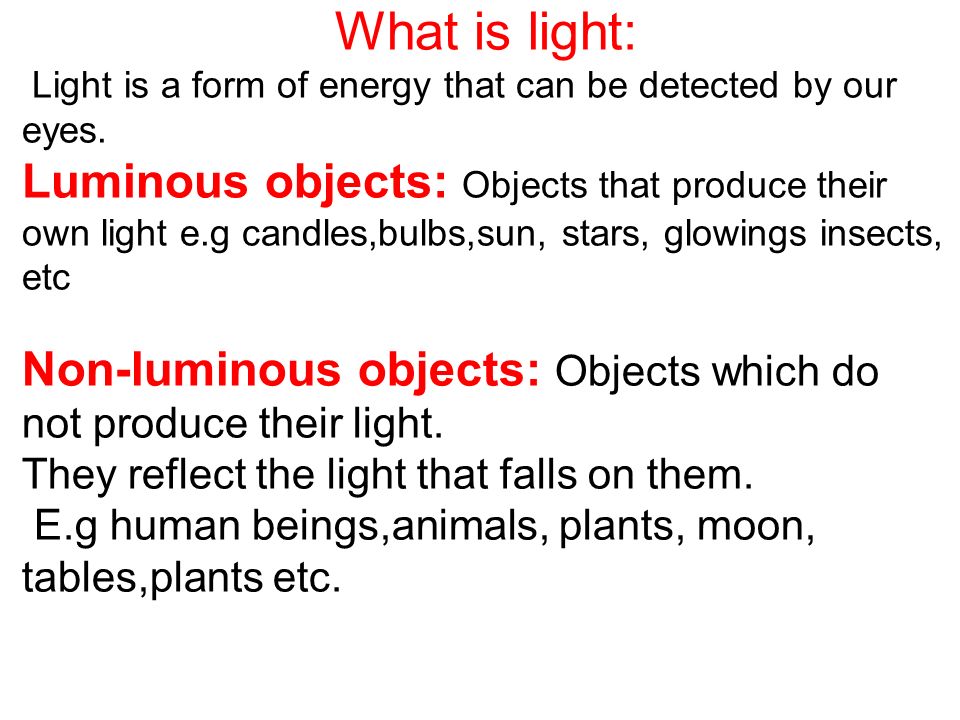 What is light:
Light is a form of energy that can be detected by our
eyes.
Luminous objects: Objects that produce their
own light e.g candles,bulbs,sun, stars, glowings insects,
etc
Non-luminous objects: Objects which do
not produce their light.
They reflect the light that falls on them.
E.g human beings,animals, plants, moon,
tables,plants etc.